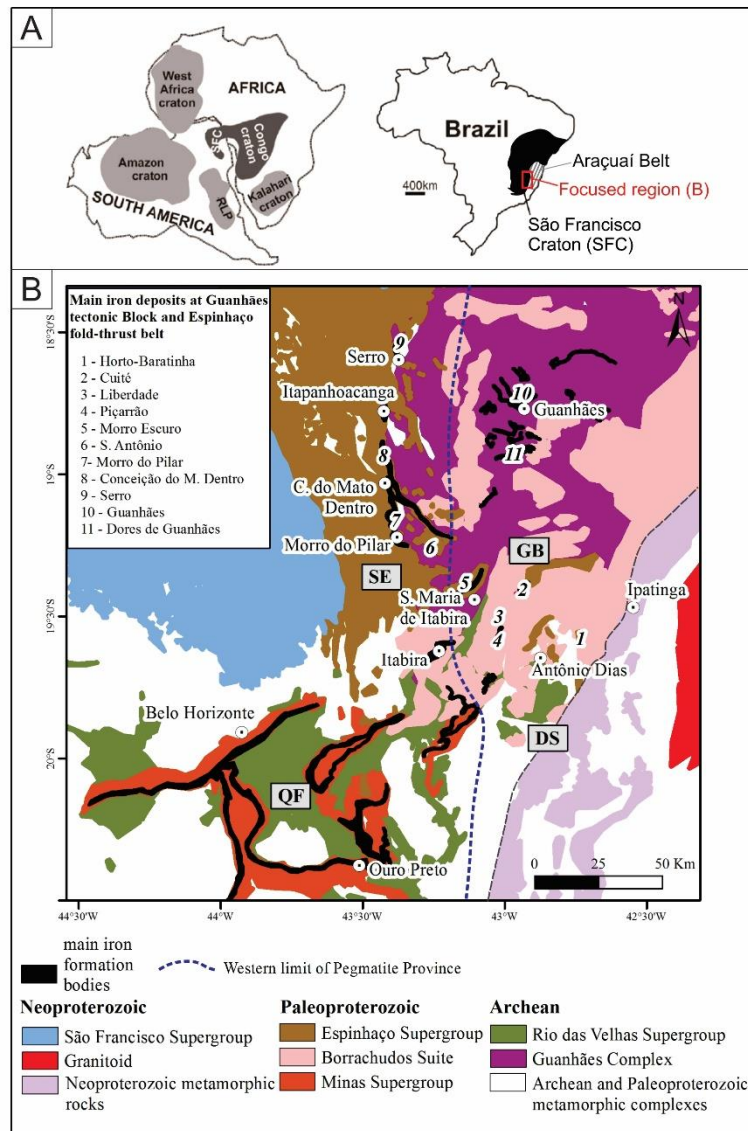 A
West
Africa
craton
AFRICA
SFC
Congo
craton
Amazon
craton
SOUTH AMERICA
RLP
Kalahari
craton
Brazil
400km
Araçuaí Belt
Focused region (B)
São Francisco
Craton (SFC)
B
Main iron deposits at Guanhães
tectonic Block and Espinhaço
fold-thrust belt
1 - Horto-Baratinha
2 - Cuité
3 - Liberdade
4 - Piçarrão
5 - Morro Escuro
6 - S. Antônio
7 - Morro do Pilar
8 - Conceição do M. Dentro
9 - Serro
10 - Guanhães
11 - Dores de Guanhães
N
18°30S
19°S
19°30S
20°S
9
Serro
Itapanhoacanga
10
Guanhães
11
8
C. do Mato
Dentro
7
Morro do Pilar
6
GB
SE
5
S. Maria
de Itabira
2
Ipatinga
3
4
1
Itabira
Antônio Dias
Belo Horizonte
DS
QF
Ouro Preto
0 25 50 Km
44°30'W 44°W 43°30'W 43°W 42°30'W
main iron
formation
bodies
Western limit of Pegmatite Province
Neoproterozoic
São Francisco Supergroup
Granitoid
Neoproterozoic metamorphic
rocks
Paleoproterozoic
Espinhaço Supergroup
Borrachudos Suite
Minas Supergroup
Archean
Rio das Velhas Supergroup
Guanhães Complex
Archean and Paleoproterozoic
metamorphic complexes